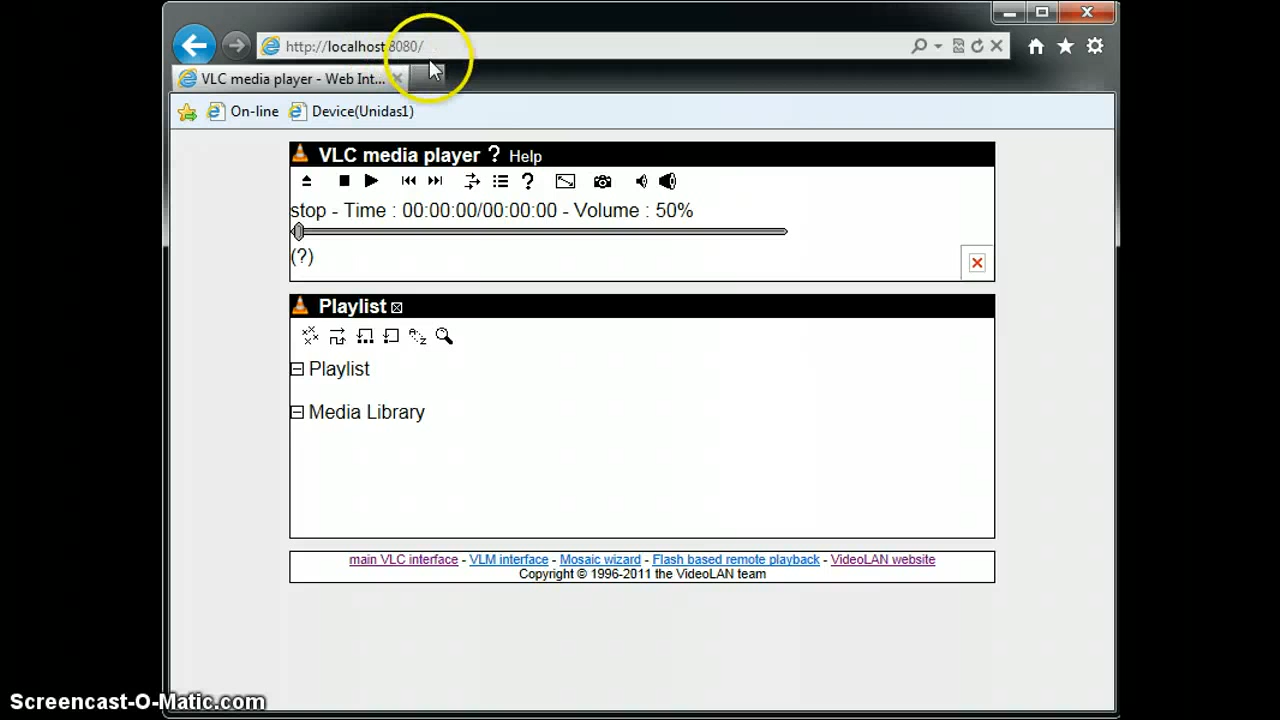 http://localhost:8080/
VLC media player - Web Int...
On-line Device(Unidas1)
VLC media player ? Help
?
stop - Time : 00:00:00/00:00:00 - Volume : 50%
(?)
Playlist
Playlist
Media Library
main VLC interface - VLM interface - Mosaic wizard - Flash based remote playback - VideoLAN website
Copyright © 1996-2011 the VideoLAN team
Screencast-O-Matic.com